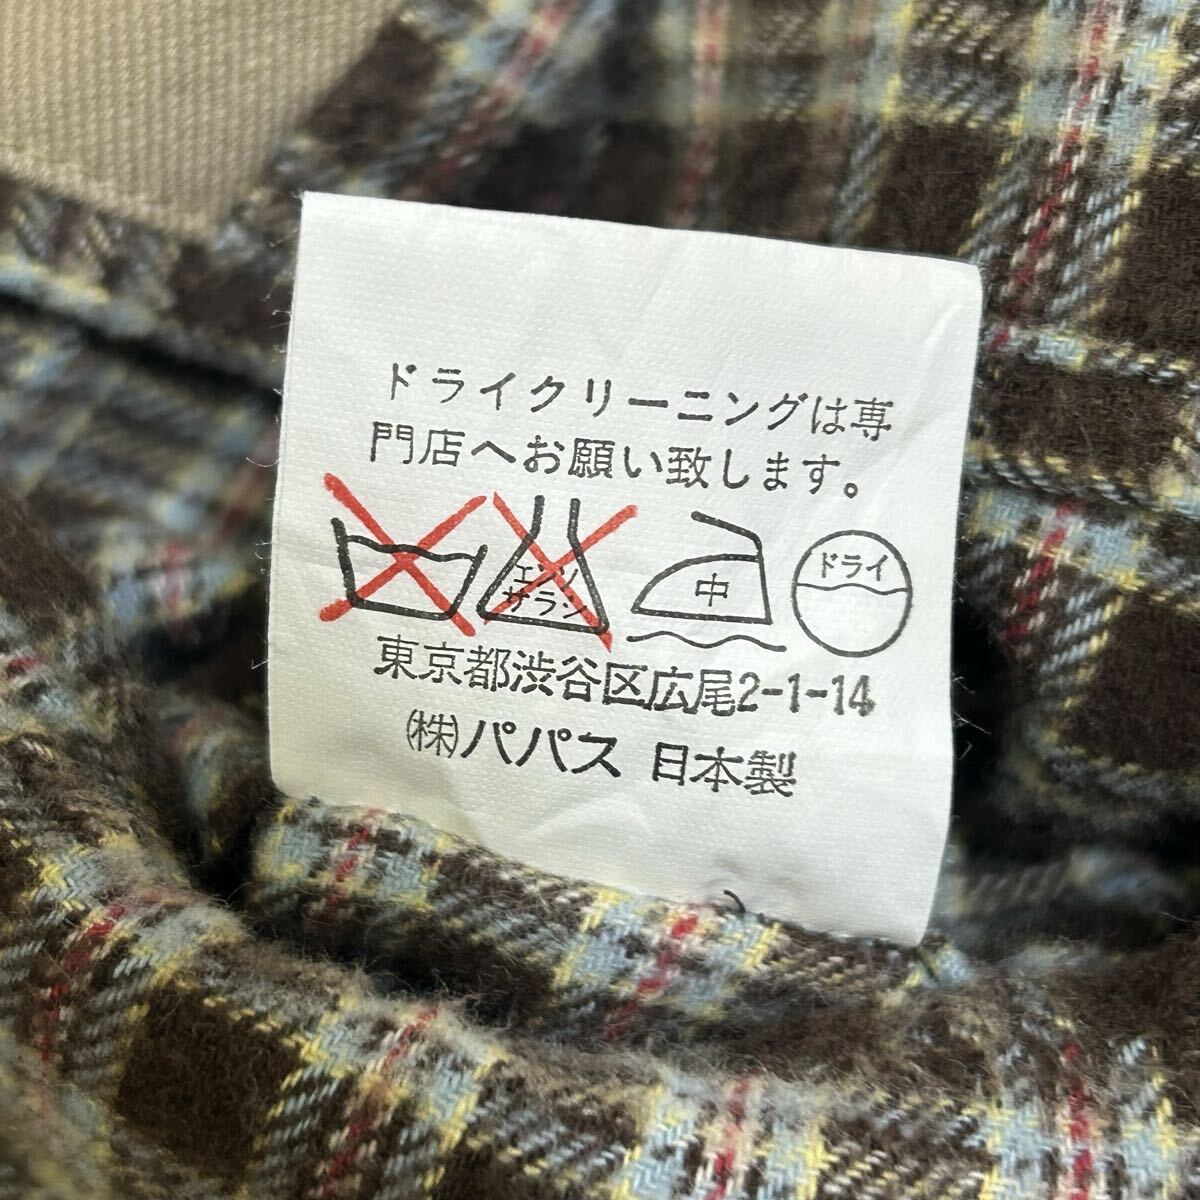 ドライクリーニングは専
門店へお願い致します。
エンソ
サラシ
中
ドライ
東京都渋谷区広尾2-1-14
㈱パパス 日本製